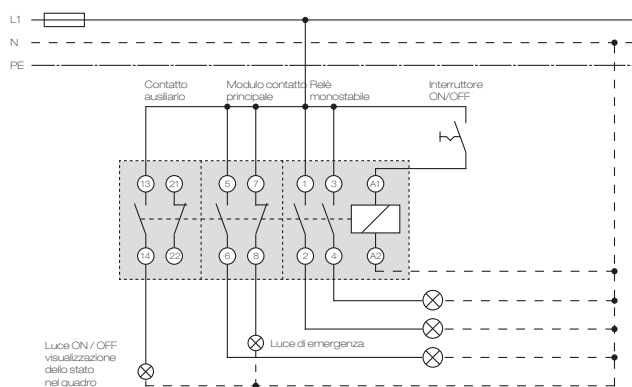 L1
N
PE
Contatto
ausiliario
Modulo contatto
principale
Relè
monostabile
Interruttore
ON/OFF
13 21 5 7 1 3 A1
14 22 6 8 2 4 A2
Luce di emergenza
Luce ON / OFF
visualizzazione
dello stato
nel quadro